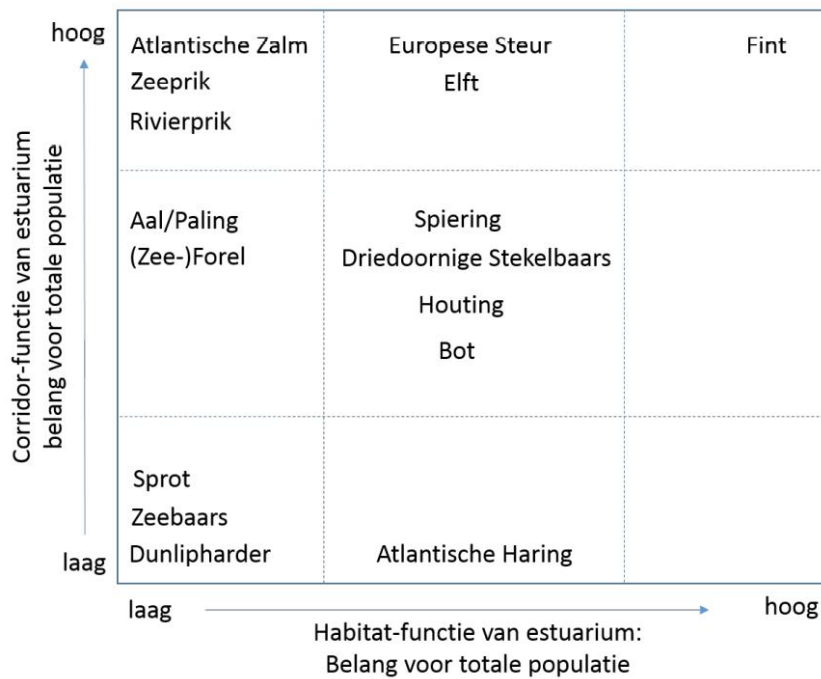 hoog
Atlantische Zalm
Europese Steur
Fint
Zeeprik
Elft
Rivierprik
Corridor-functie van estuarium
belang voor totale populatie
Aal/Paling
Spiering
(Zee-)Forel
Driedoornige Stekelbaars
Houting
Bot
Sprot
Zeebaars
Dunlipharder
Atlantische Haring
laag
laag
hoog
Habitat-functie van estuarium:
Belang voor totale populatie